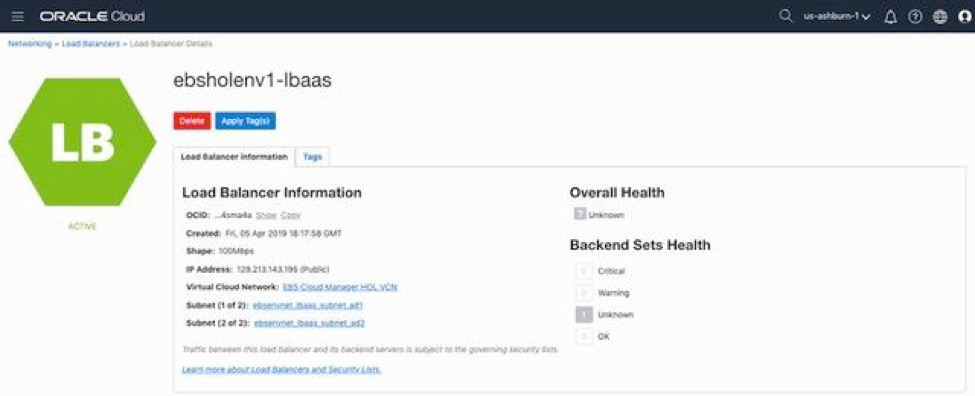 ORACLE Cloud
us-ashburn-1
Networking » Load Balancers » Load Balancer Details
ebsholenv1-lbaas
LB
ACTIVE
Delete Apply Tag(s)
Load Balancer Information Tags
Load Balancer Information
OCID: ...4sma4a Show Copy
Created: Fri, 05 Apr 2019 18:17:58 GMT
Shape: 100Mbps
IP Address: 129.213.143.195 (Public)
Virtual Cloud Network: EBS Cloud Manager HOL VCN
Subnet (1 of 2): ebsenvnet_lbaas_subnet_ad1
Subnet (2 of 2): ebsenvnet_lbaas_subnet_ad2
Traffic between this load balancer and its backend servers is subject to the governing security lists.
Learn more about Load Balancers and Security Lists.
Overall Health
? Unknown
Backend Sets Health
0 Critical
0 Warning
1 Unknown
0 OK